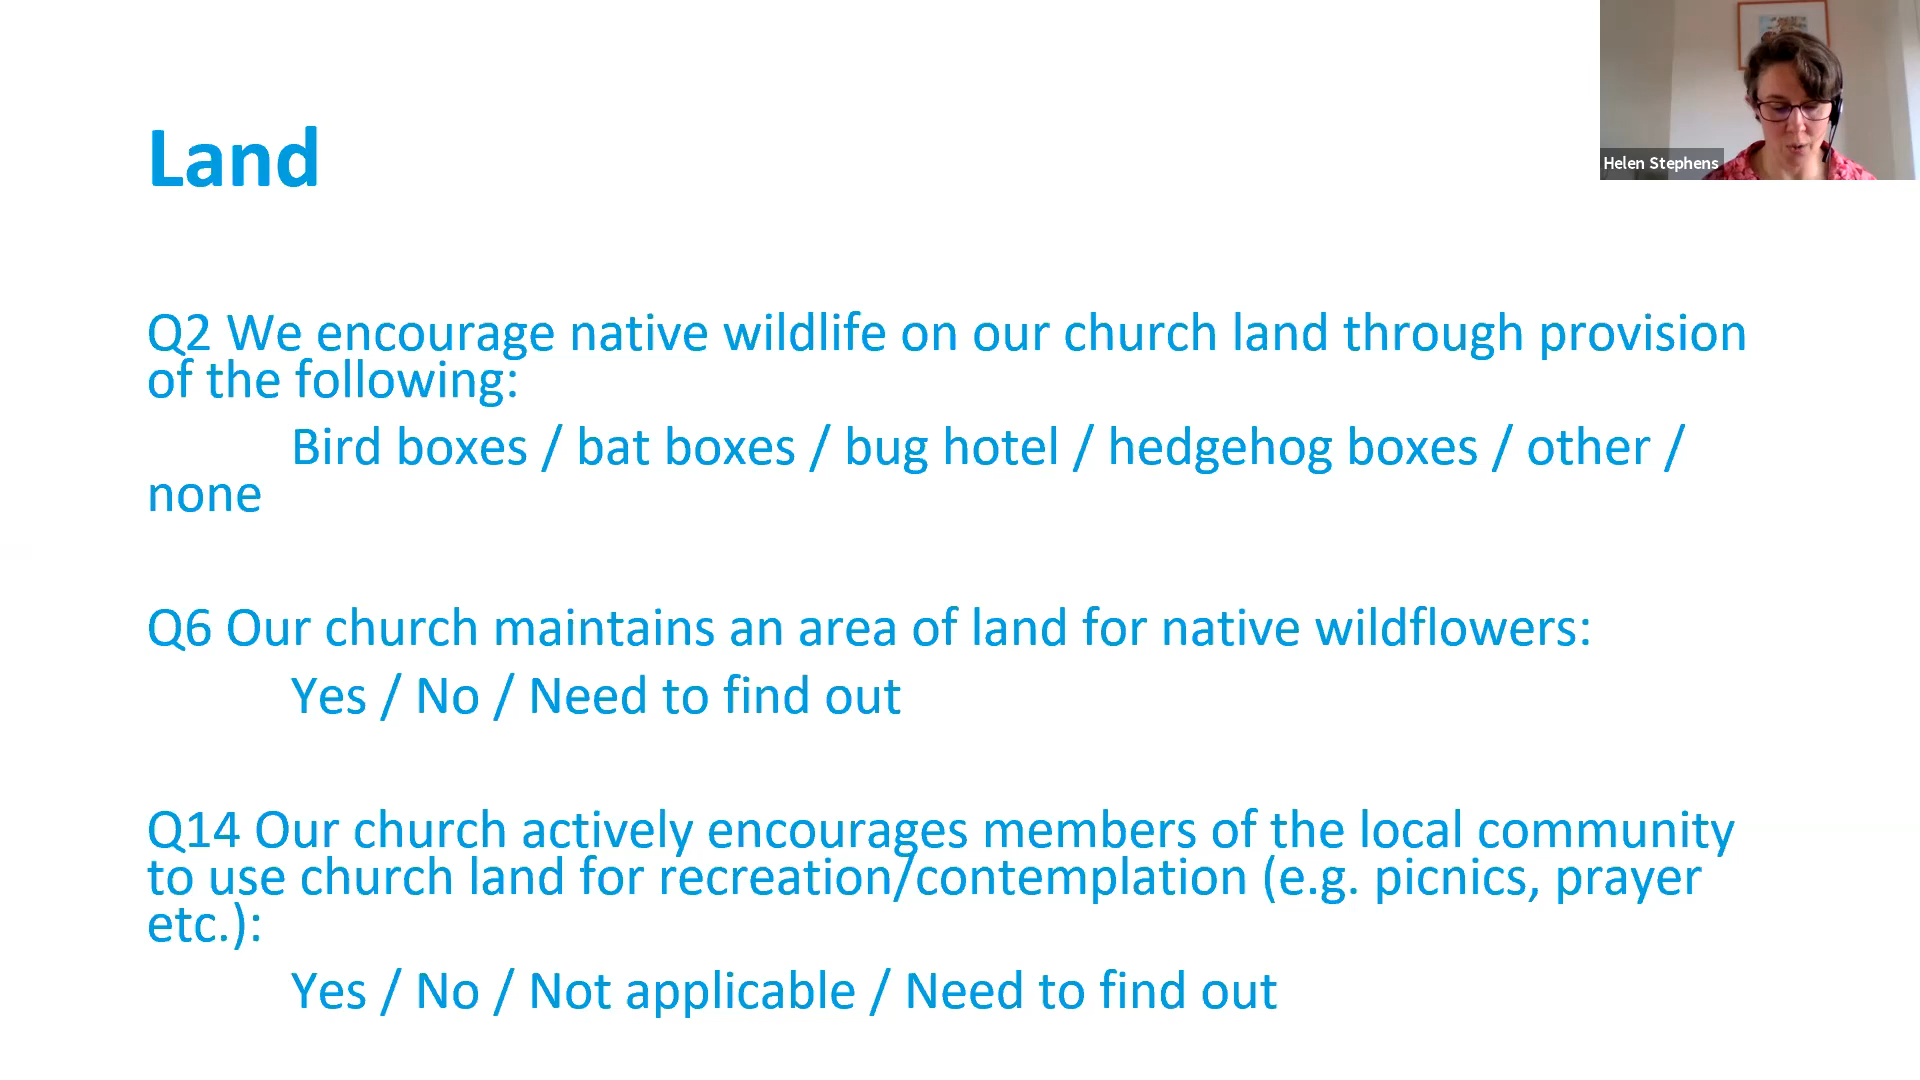 Land
Helen Stephens
Q2 We encourage native wildlife on our church land through provision
of the following:
Bird boxes / bat boxes / bug hotel / hedgehog boxes / other /
none
Q6 Our church maintains an area of land for native wildflowers:
Yes / No / Need to find out
Q14 Our church actively encourages members of the local community
to use church land for recreation/contemplation (e.g. picnics, prayer
etc.):
Yes / No / Not applicable / Need to find out